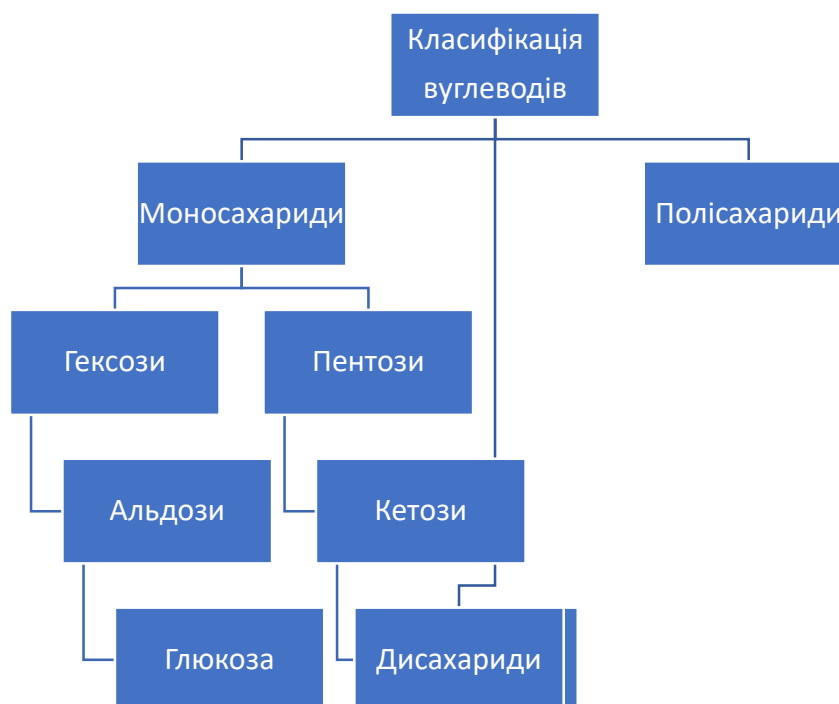 Класифікація
вуглеводів
Моносахариди
Полісахариди
Гексози
Пентози
Альдози
Кетози
Глюкоза
Дисахариди